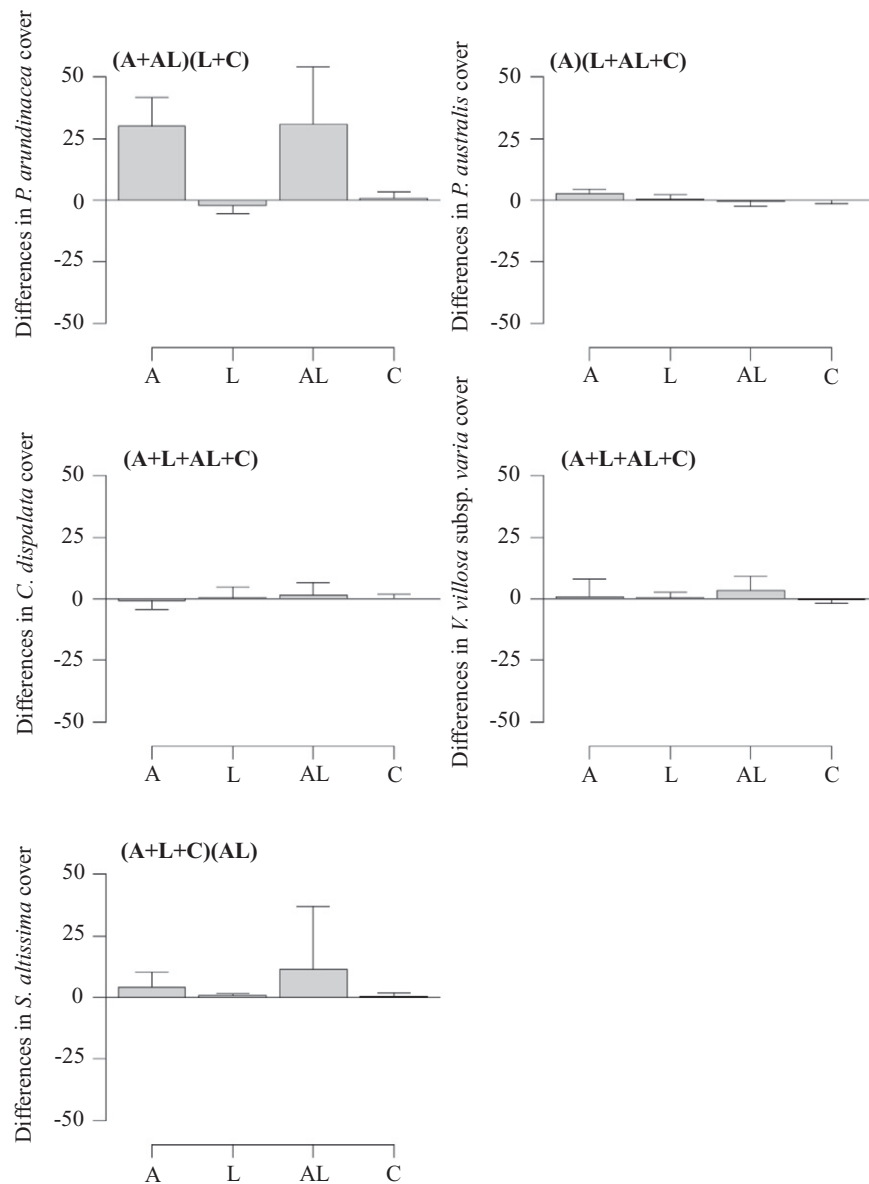 (A+AL)(L+C)
Differences in P. arundinacea cover
50
25
0
-25
-50
A L AL C
(A)(L+AL+C)
Differences in P. australis cover
50
25
0
-25
-50
A L AL C
(A+L+AL+C)
Differences in C. dispalata cover
50
25
0
-25
-50
A L AL C
(A+L+AL+C)
Differences in V. villosa subsp. varia cover
50
25
0
-25
-50
A L AL C
(A+L+C)(AL)
Differences in S. altissima cover
50
25
0
-25
-50
A L AL C